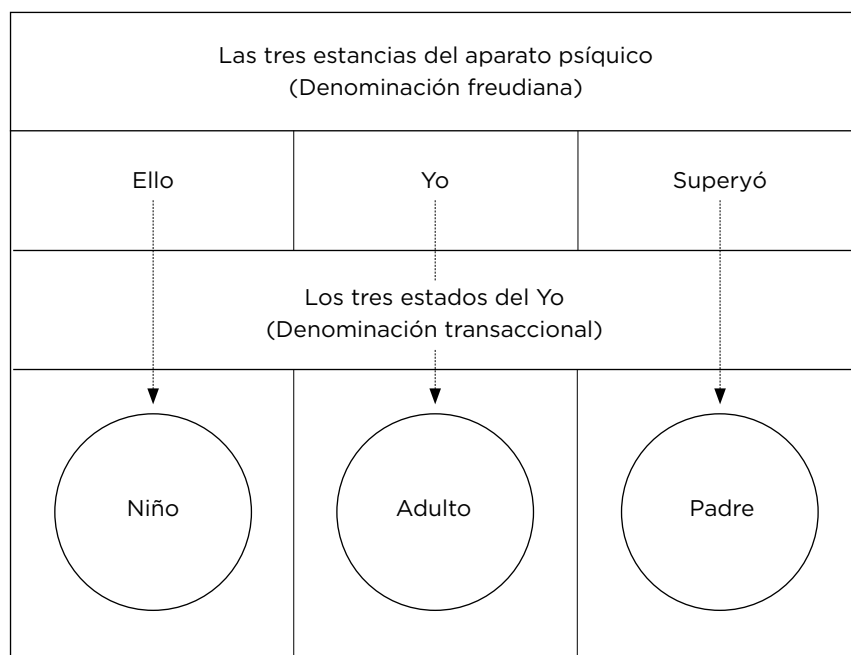 Las tres estancias del aparato psíquico
(Denominación freudiana)
Ello
Yo
Superyó
Los tres estados del Yo
(Denominación transaccional)
Niño
Adulto
Padre